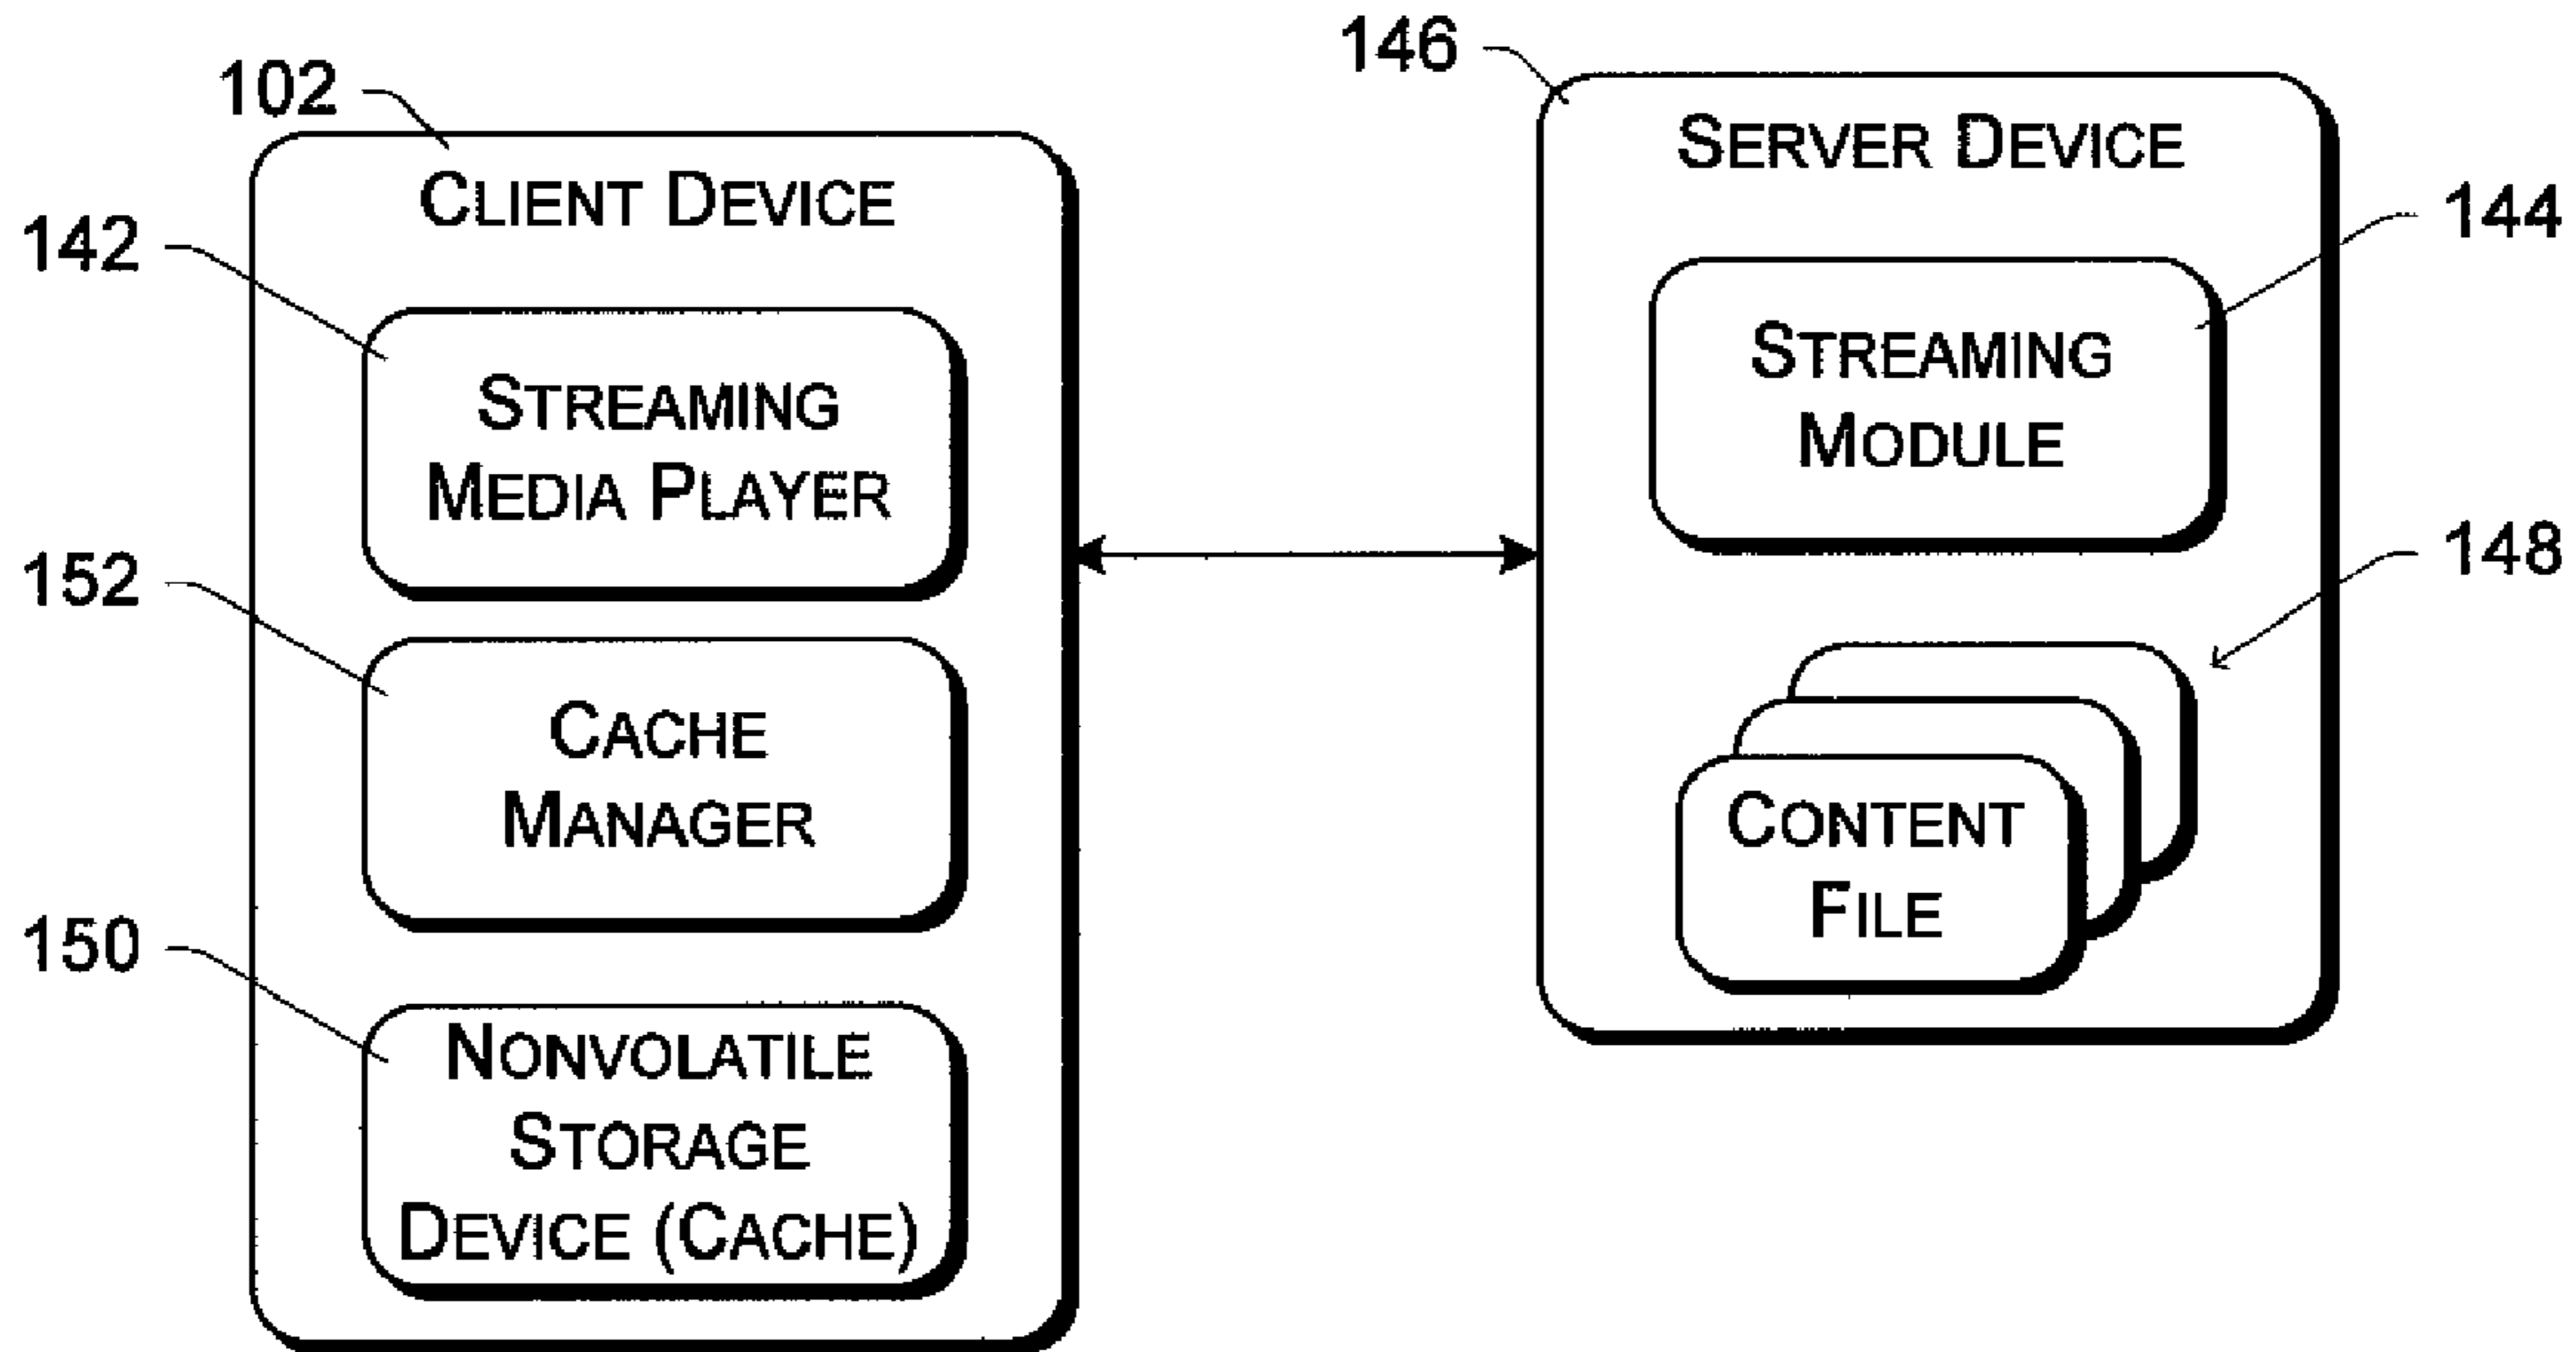 102
CLIENT DEVICE
142
STREAMING
MEDIA PLAYER
152
CACHE
MANAGER
150
NONVOLATILE
STORAGE
DEVICE (CACHE)
146
SERVER DEVICE
144
STREAMING
MODULE
148
CONTENT
FILE